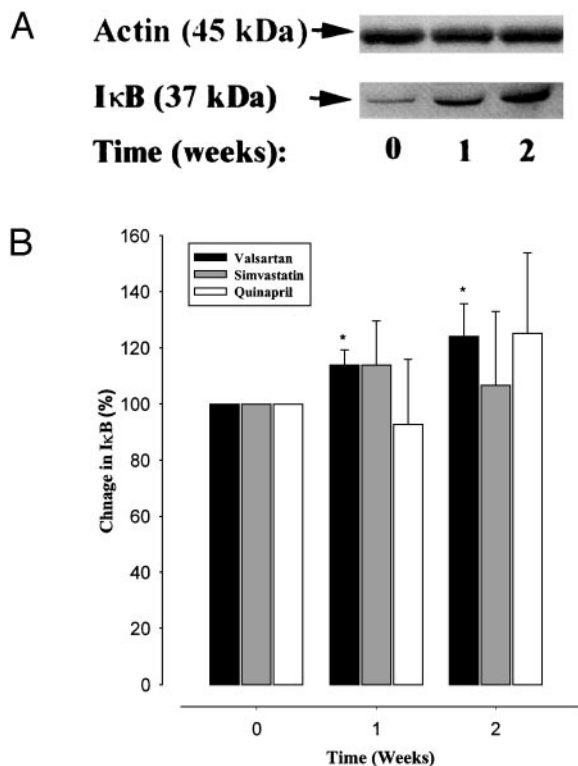 A
Actin (45 kDa)
IκB (37 kDa)
Time (weeks): 0 1 2
B
160
140
120
100
80
60
40
20
0
Chnage in IκB (%)
Valsartan
Simvastatin
Quinapril
*
*
0 1 2
Time (Weeks)